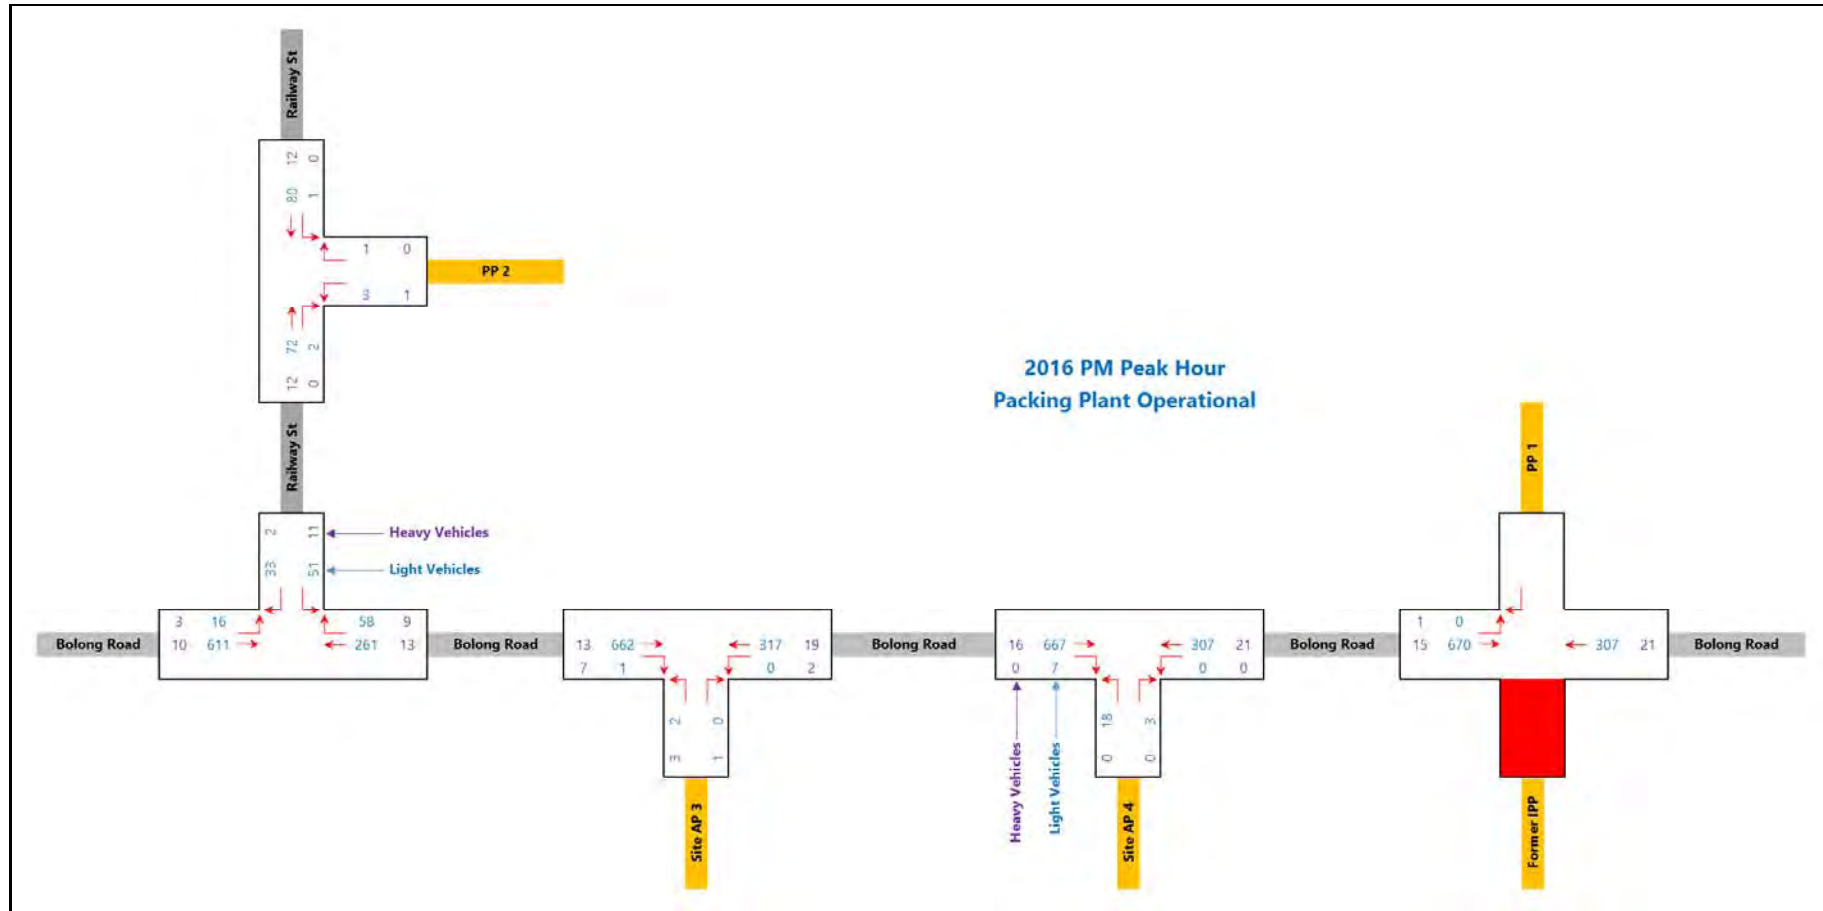 Railway St
12 0
80 1
1 0
PP 2
3 1
72 2
12 0
2016 PM Peak Hour
Packing Plant Operational
Railway St
PP 1
2 11
Heavy Vehicles
33 51
Light Vehicles
3 16 58 9
Bolong Road 10 611 261 13 Bolong Road
13 662 317 19 Bolong Road
7 1 0 2
16 667 307 21 Bolong Road
0 7 0 0
1 0
15 670 307 21 Bolong Road
2 0
3 1
Site AP 3
18 3
0 0
Heavy Vehicles
Light Vehicles
Site AP 4
Former IPP